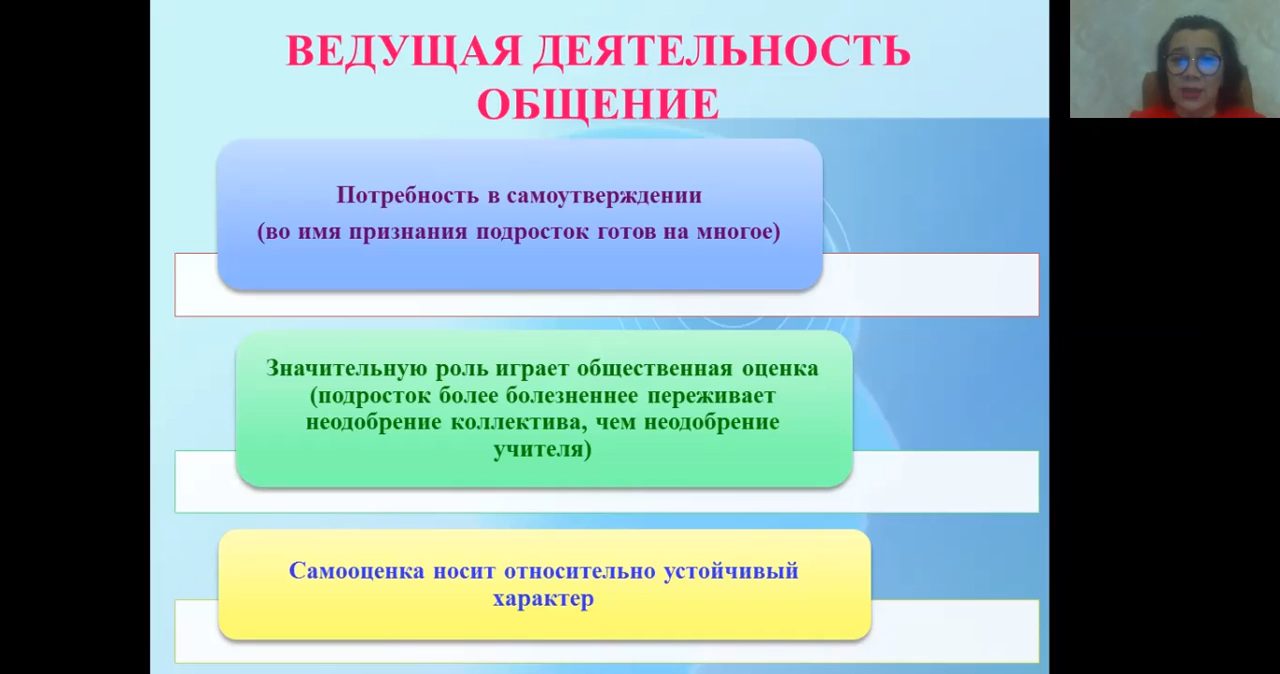 ВЕДУЩАЯ ДЕЯТЕЛЬНОСТЬ
ОБЩЕНИЕ
Потребность в самоутверждении
(во имя признания подросток готов на многое)
Значительную роль играет общественная оценка
(подросток более болезненнее переживает
неодобрение коллектива, чем неодобрение
учителя)
Самооценка носит относительно устойчивый
характер